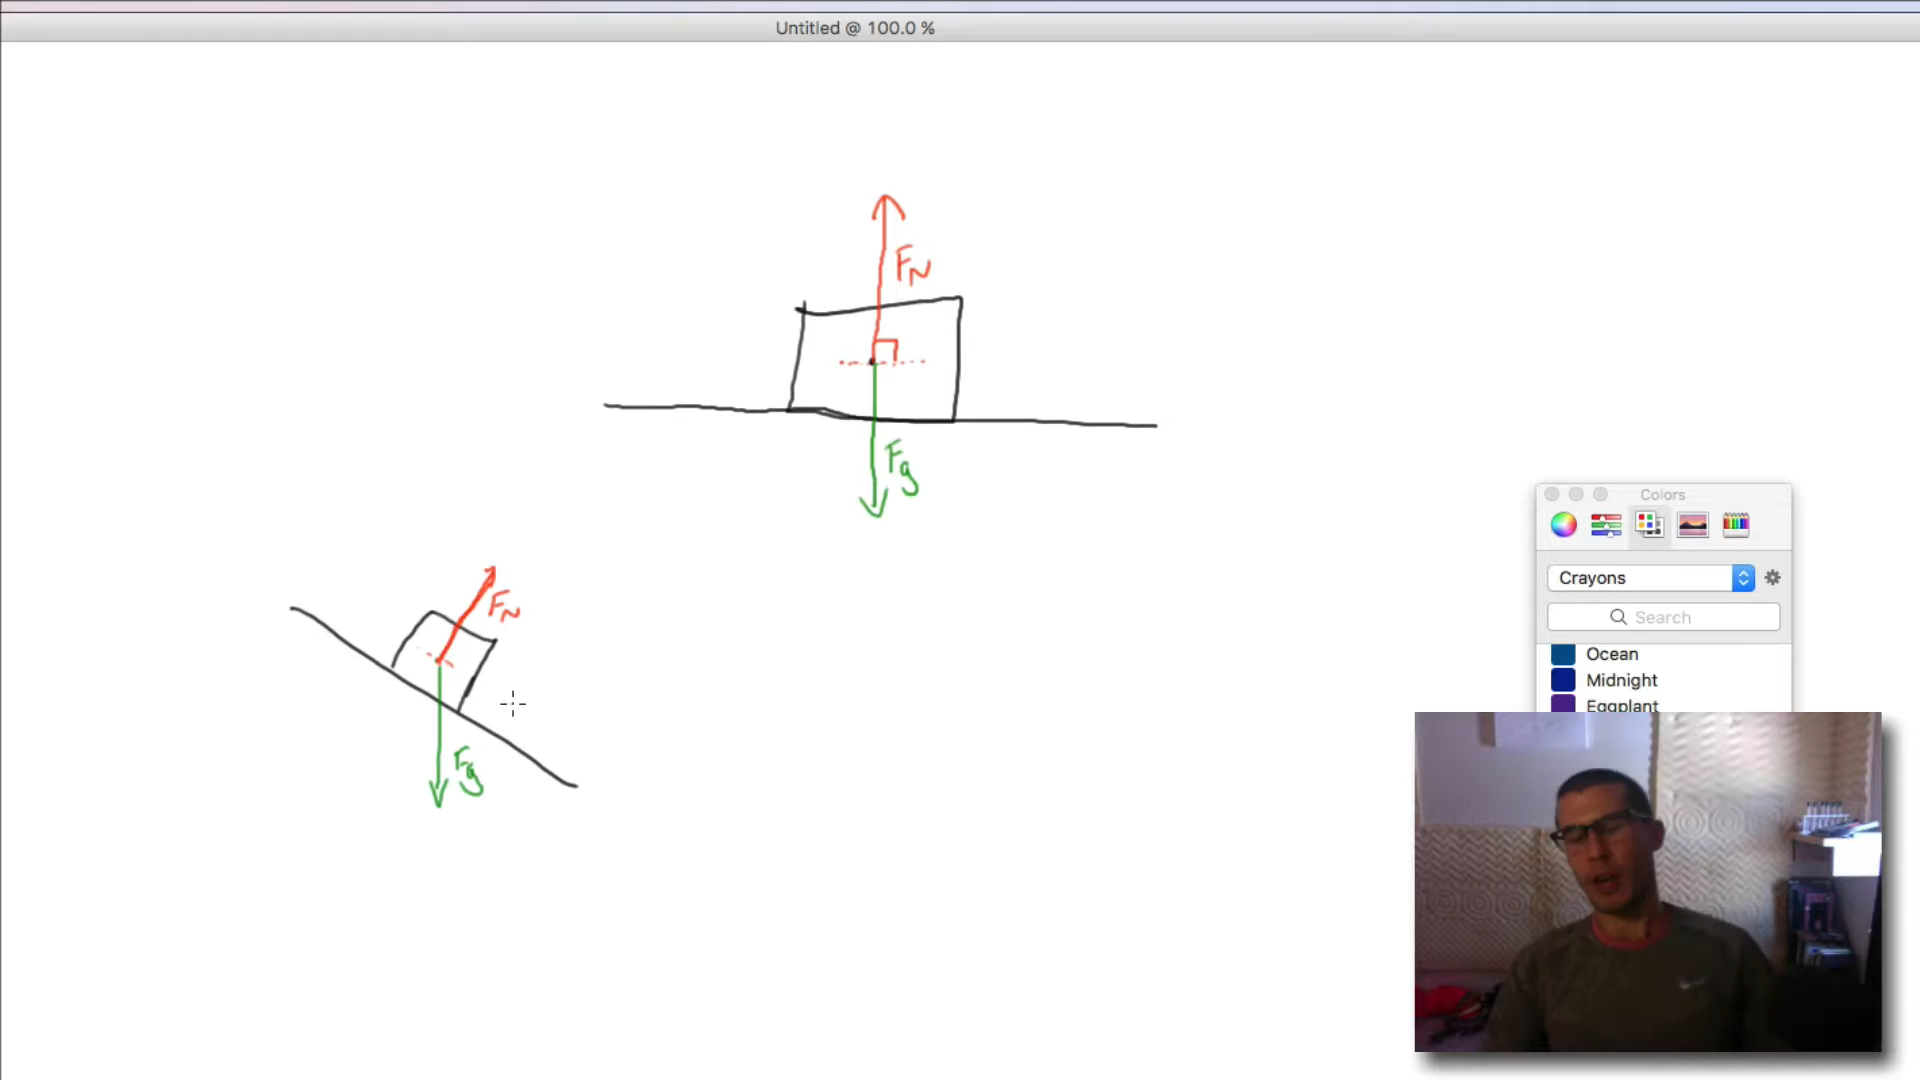 Untitled @ 100.0 %
FN
Fg
Colors
Crayons
Search
Ocean
Midnight
Eggplant
FN
Fg